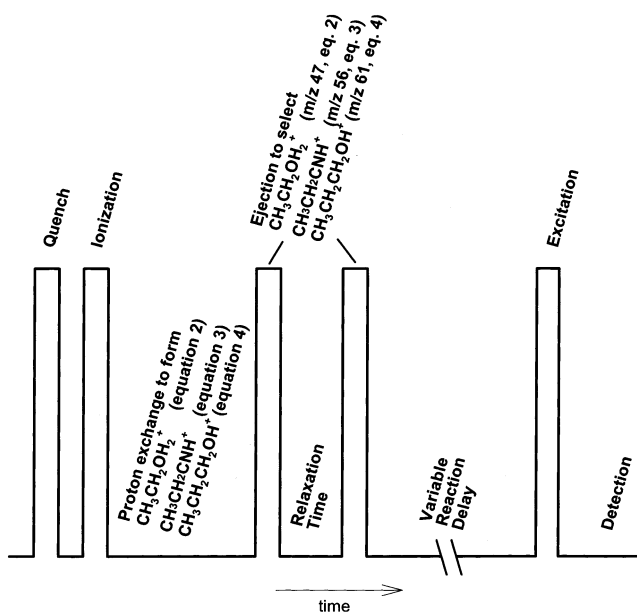 Quench
Ionization
Proton exchange to form
CH₃CH₂OH₂⁺ (equation 2)
CH³CH₂CNH⁺ (equation 3)
CH₃CH₂CH₂OH⁺ (equation 4)
Ejection to select
CH₃CH₂OH₂⁺ (m/z 47, eq. 2)
CH³CH₂CNH⁺ (m/z 56, eq. 3)
CH₃CH₂CH₂OH⁺ (m/z 61, eq. 4)
Relaxation
Time
Variable
Reaction
Delay
Excitation
Detection
time